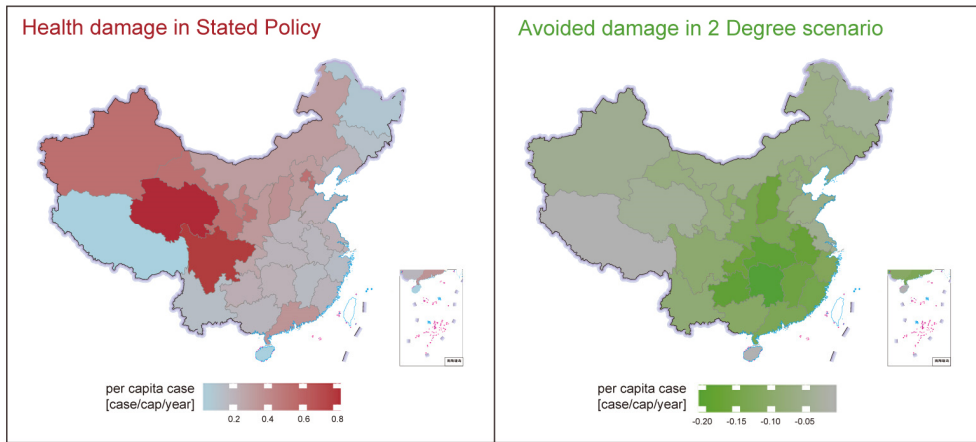 Health damage in Stated Policy
per capita case
[case/cap/year]
0.2 0.4 0.6 0.8
Avoided damage in 2 Degree scenario
per capita case
[case/cap/year]
-0.20 -0.15 -0.10 -0.05